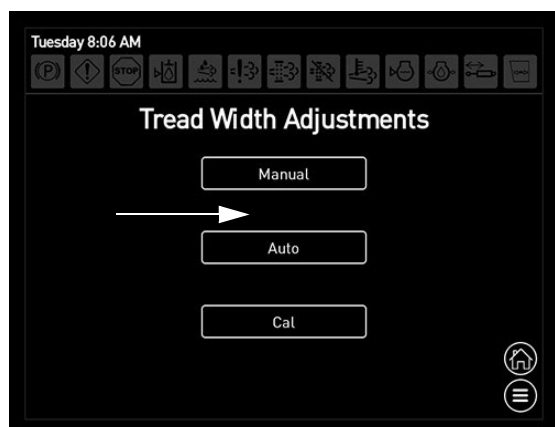 Tuesday 8:06 AM
(P) STOP
Tread Width Adjustments
Manual
Auto
Cal